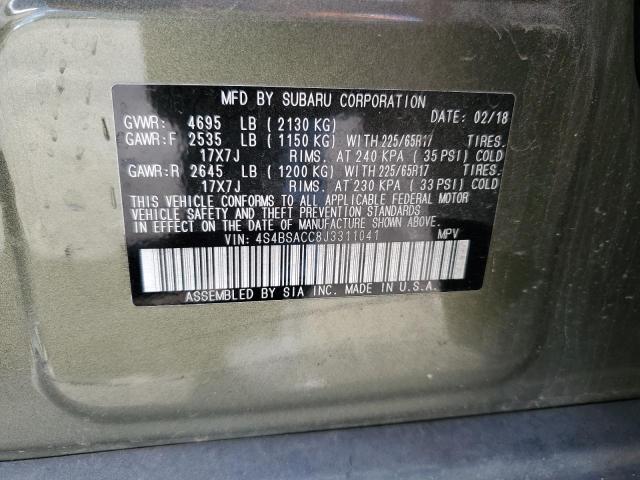 MFD BY SUBARU CORPORATION
GVWR: 4695 LB ( 2130 KG) DATE: 02/18
GAWR:F 2535 LB ( 1150 KG) WITH 225/65R17 TIRES.
17X7J RIMS. AT 240 KPA ( 35 PSI) COLD
GAWR:R 2645 LB ( 1200 KG) WITH 225/65R17 TIRES.
17X7J RIMS. AT 230 KPA ( 33 PSI) COLD
THIS VEHICLE CONFORMS TO ALL APPLICABLE FEDERAL MOTOR
VEHICLE SAFETY AND THEFT PREVENTION STANDARDS
IN EFFECT ON THE DATE OF MANUFACTURE SHOWN ABOVE.
VIN: 4S4BSACC8J3311041 MPV
ASSEMBLED BY SIA INC. MADE IN U.S.A.